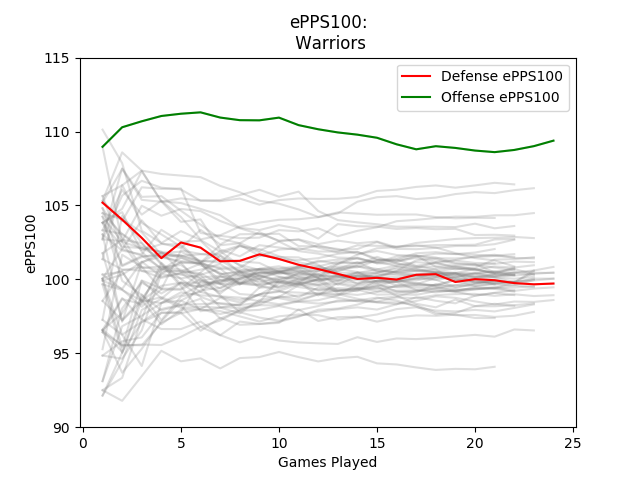 ePPS100:
Warriors
115
110
105
100
95
90
ePPS100
Defense ePPS100
Offense ePPS100
0 5 10 15 20 25
Games Played